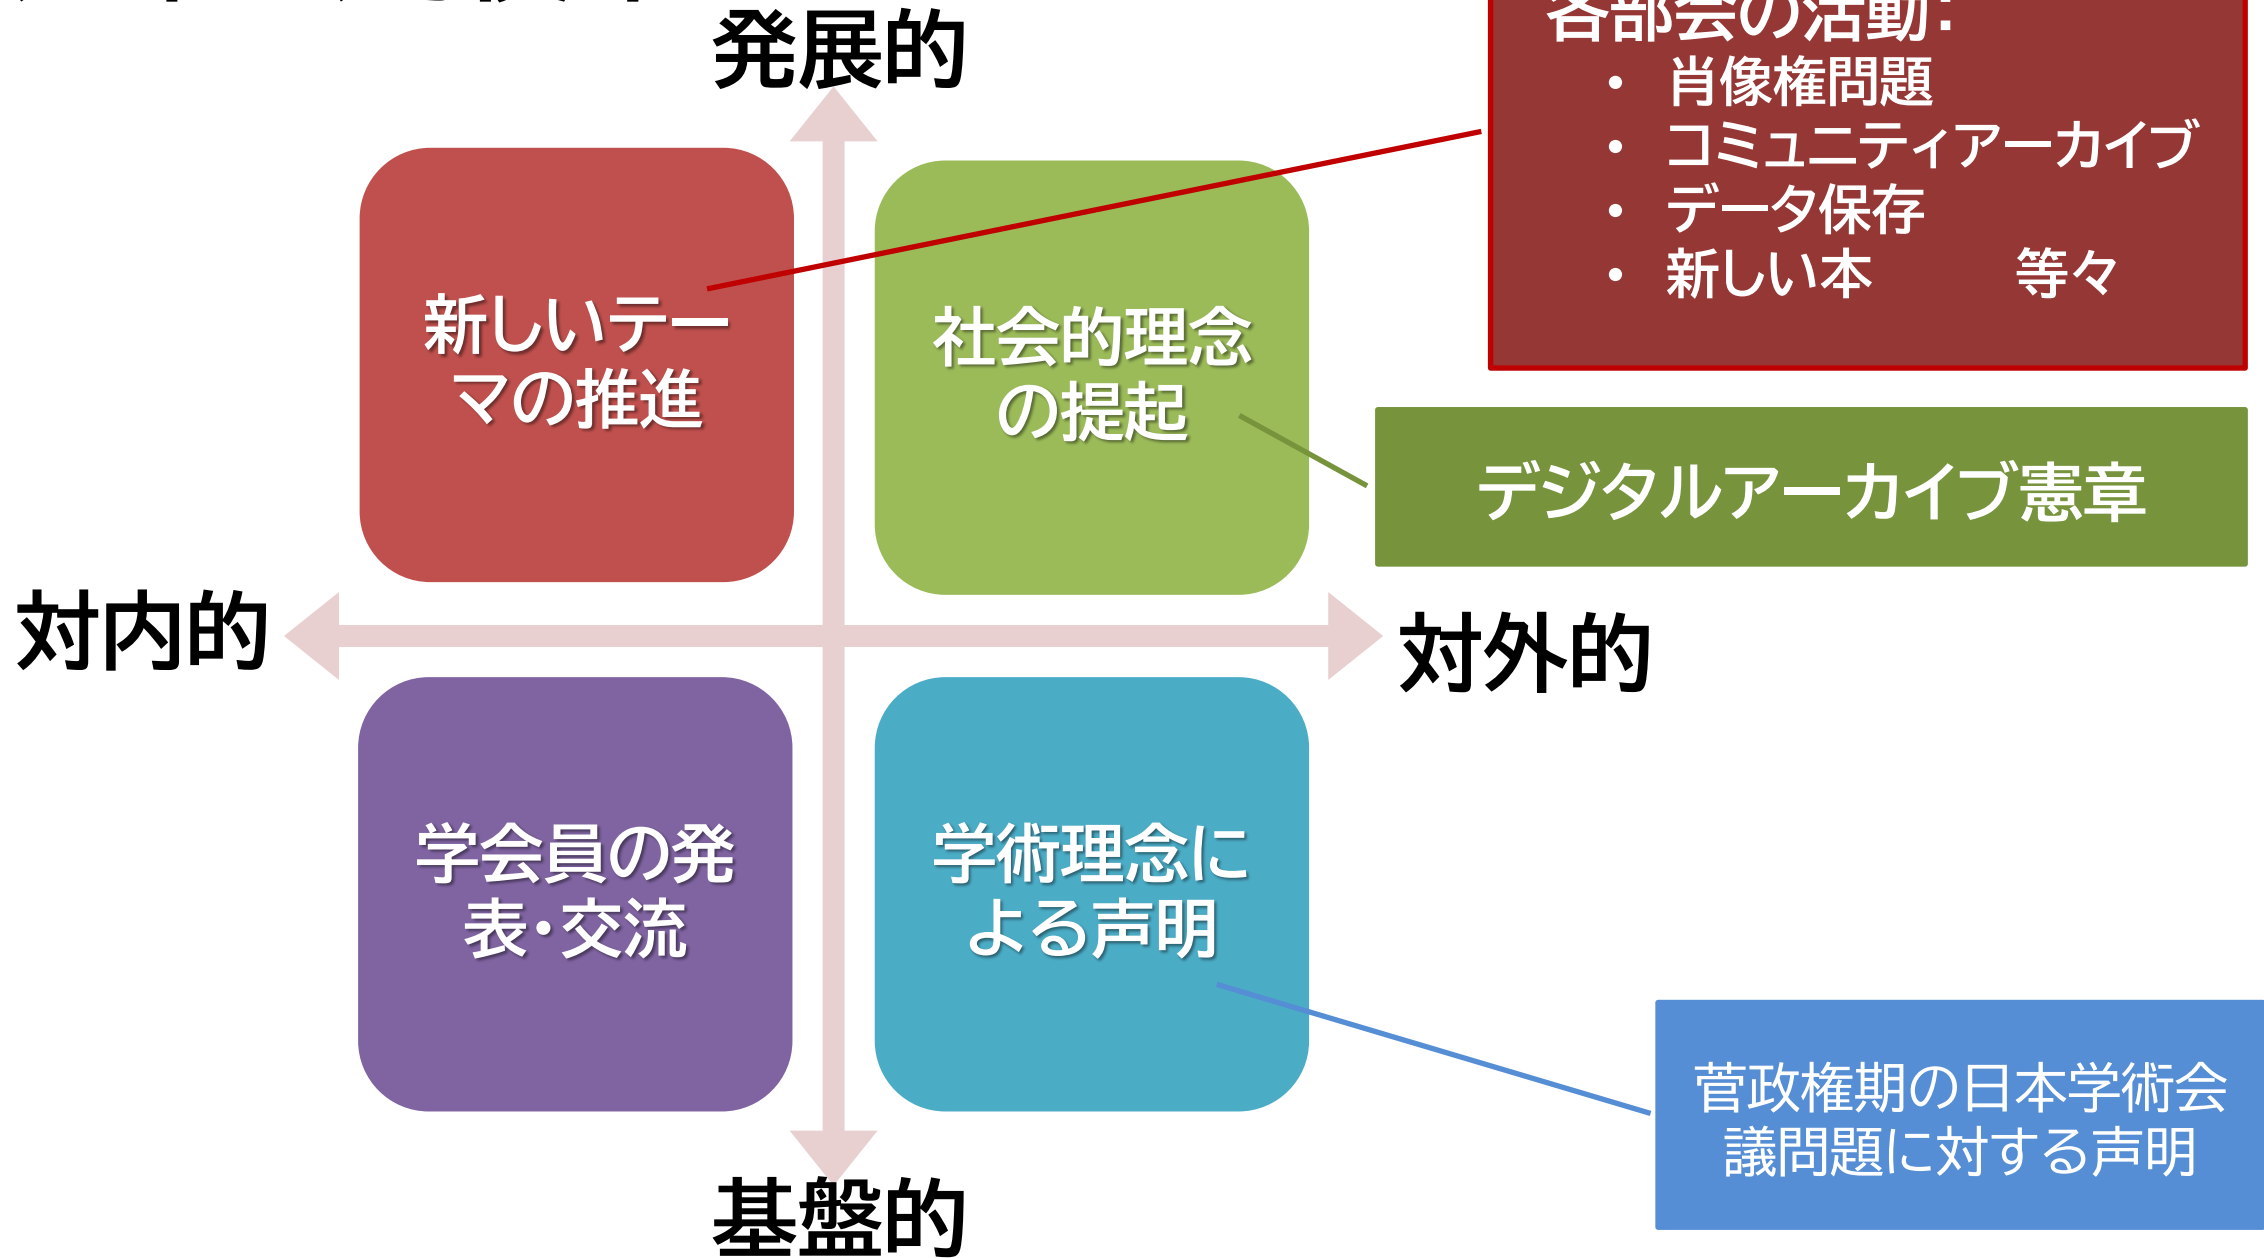 発展的
各部会の活動：
• 肖像権問題
• コミュニティアーカイブ
• データ保存
• 新しい本　　等々
新しいテー
マの推進
社会的理念
の提起
デジタルアーカイブ憲章
対内的
対外的
学会員の発
表・交流
学術理念に
よる声明
菅政権期の日本学術会
議問題に対する声明
基盤的